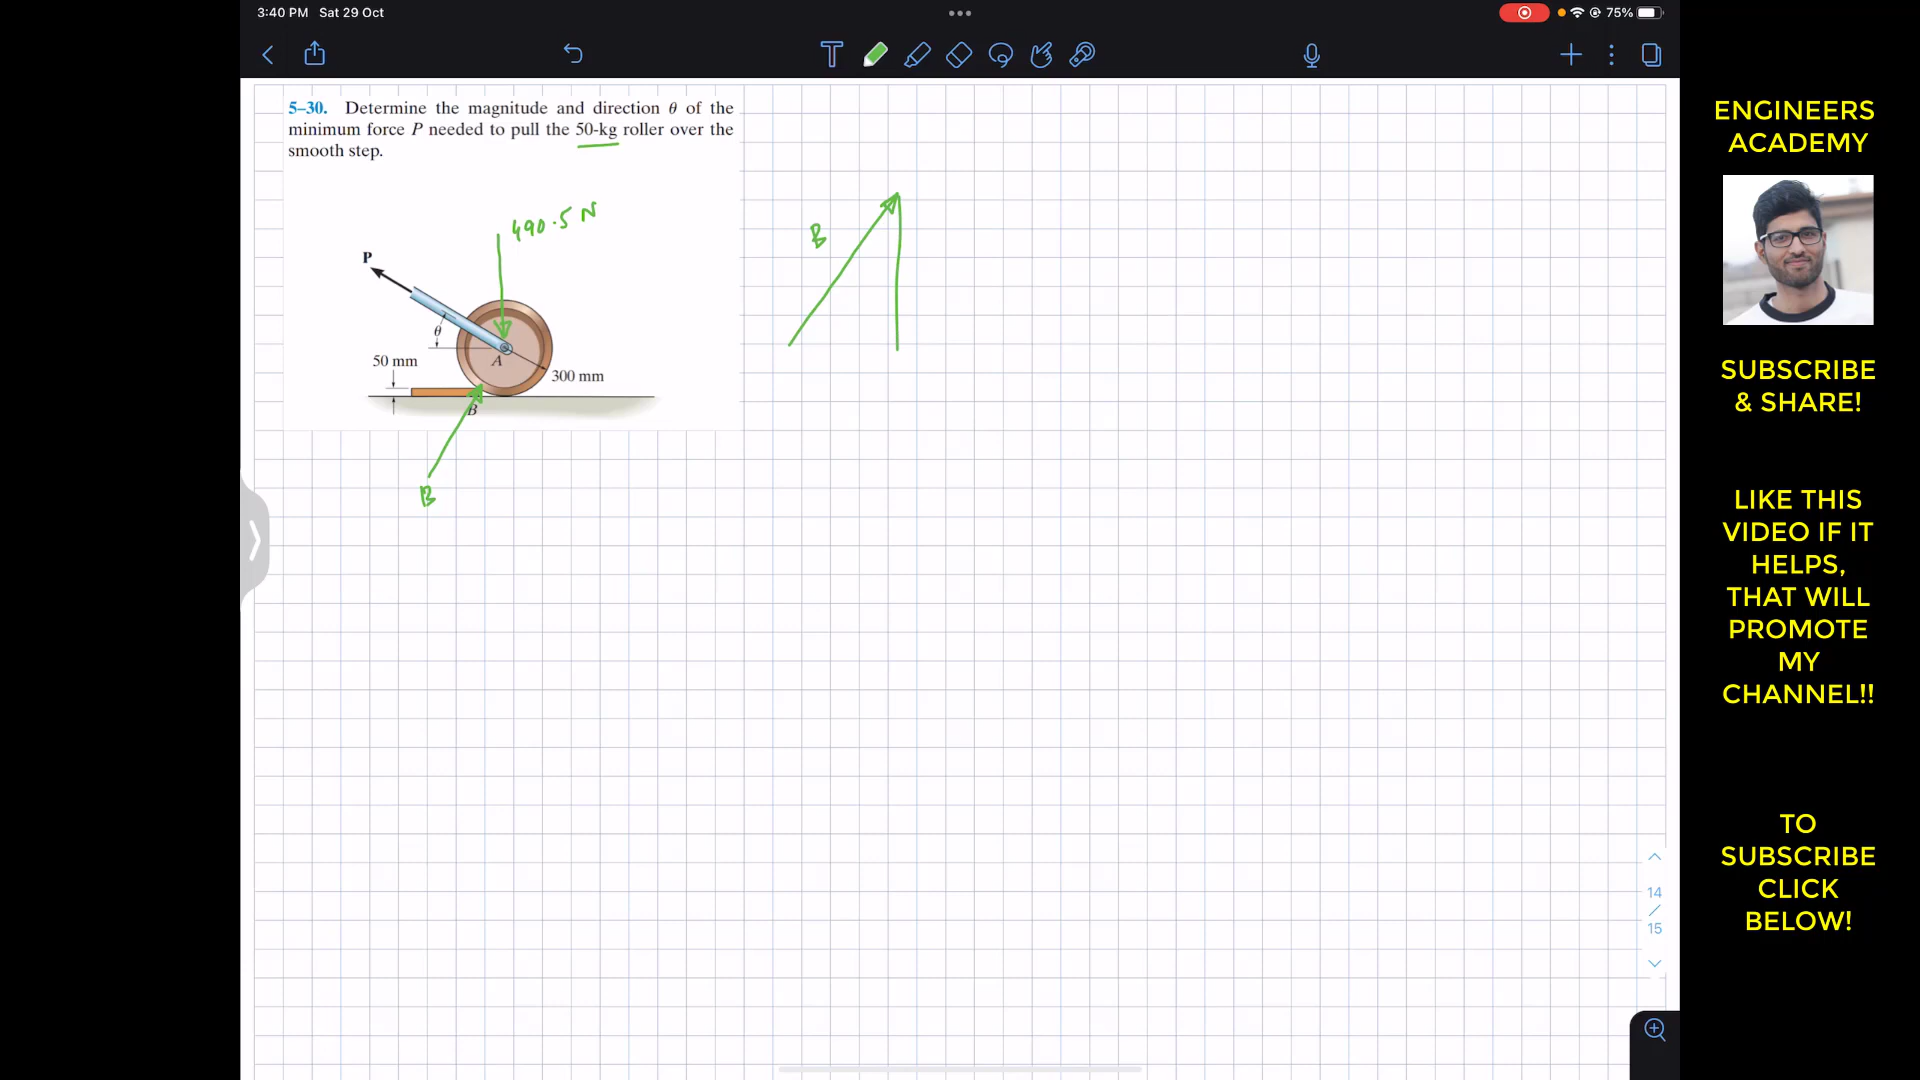 3:40 PM Sat 29 Oct
75%
5–30. Determine the magnitude and direction θ of the
minimum force P needed to pull the 50-kg roller over the
smooth step.
490.5 N
P
θ
A
50 mm
300 mm
B
B
B
14
15
ENGINEERS
ACADEMY
SUBSCRIBE
& SHARE!
LIKE THIS
VIDEO IF IT
HELPS,
THAT WILL
PROMOTE
MY
CHANNEL!!
TO
SUBSCRIBE
CLICK
BELOW!